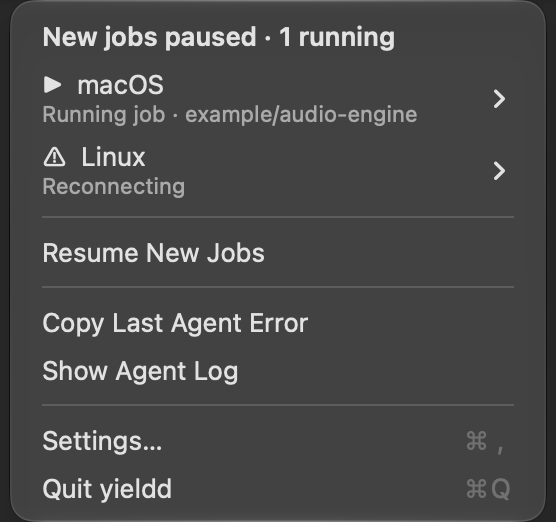 New jobs paused · 1 running
macOS
Running job · example/audio-engine
Linux
Reconnecting
Resume New Jobs
Copy Last Agent Error
Show Agent Log
Settings... ⌘ ,
Quit yieldd ⌘Q